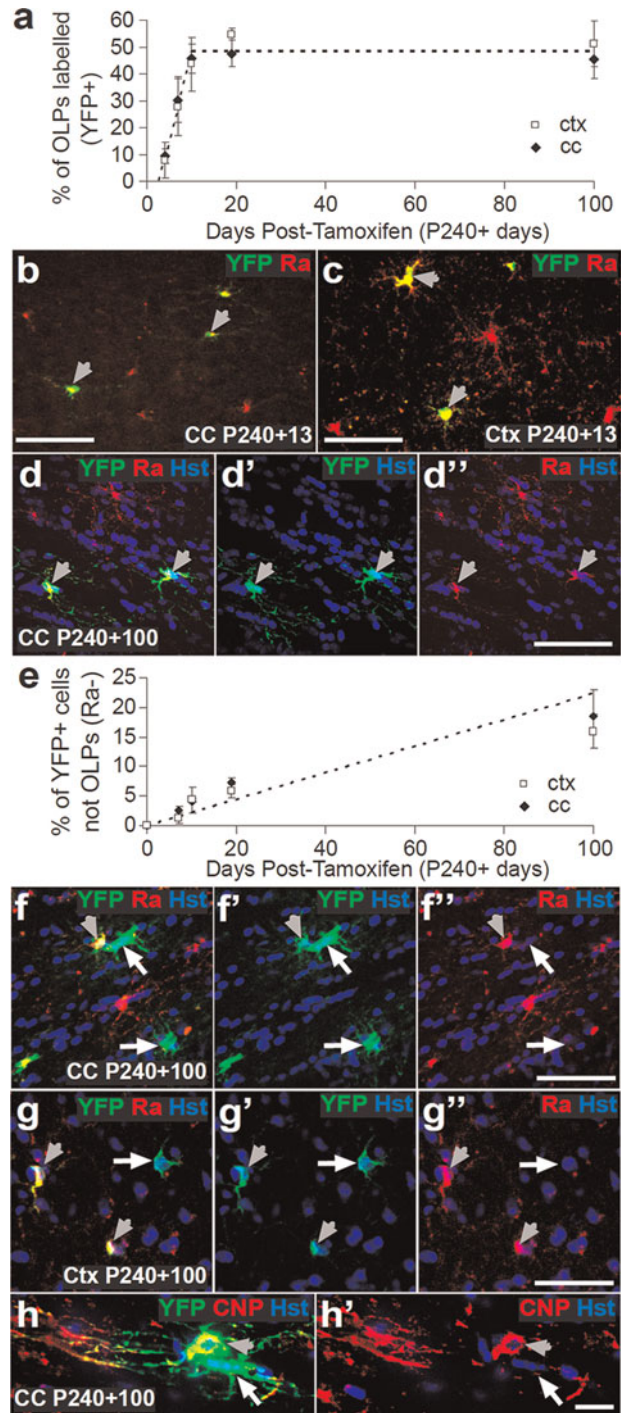 a
% of OLPs labelled
(YFP+)
60
50
40
30
20
10
0
ctx
cc
0 20 40 60 80 100
Days Post-Tamoxifen (P240+ days)
b
YFP Ra
CC P240+13
c
YFP Ra
Ctx P240+13
d
YFP Ra Hst
CC P240+100
d'
YFP Hst
d''
Ra Hst
e
% of YFP+ cells
not OLPs (Ra-)
25
20
15
10
5
0
ctx
cc
0 20 40 60 80 100
Days Post-Tamoxifen (P240+ days)
f
YFP Ra Hst
CC P240+100
f'
YFP Hst
f''
Ra Hst
g
YFP Ra Hst
Ctx P240+100
g'
YFP Hst
g''
Ra Hst
h
YFP CNP Hst
CC P240+100
h'
CNP Hst